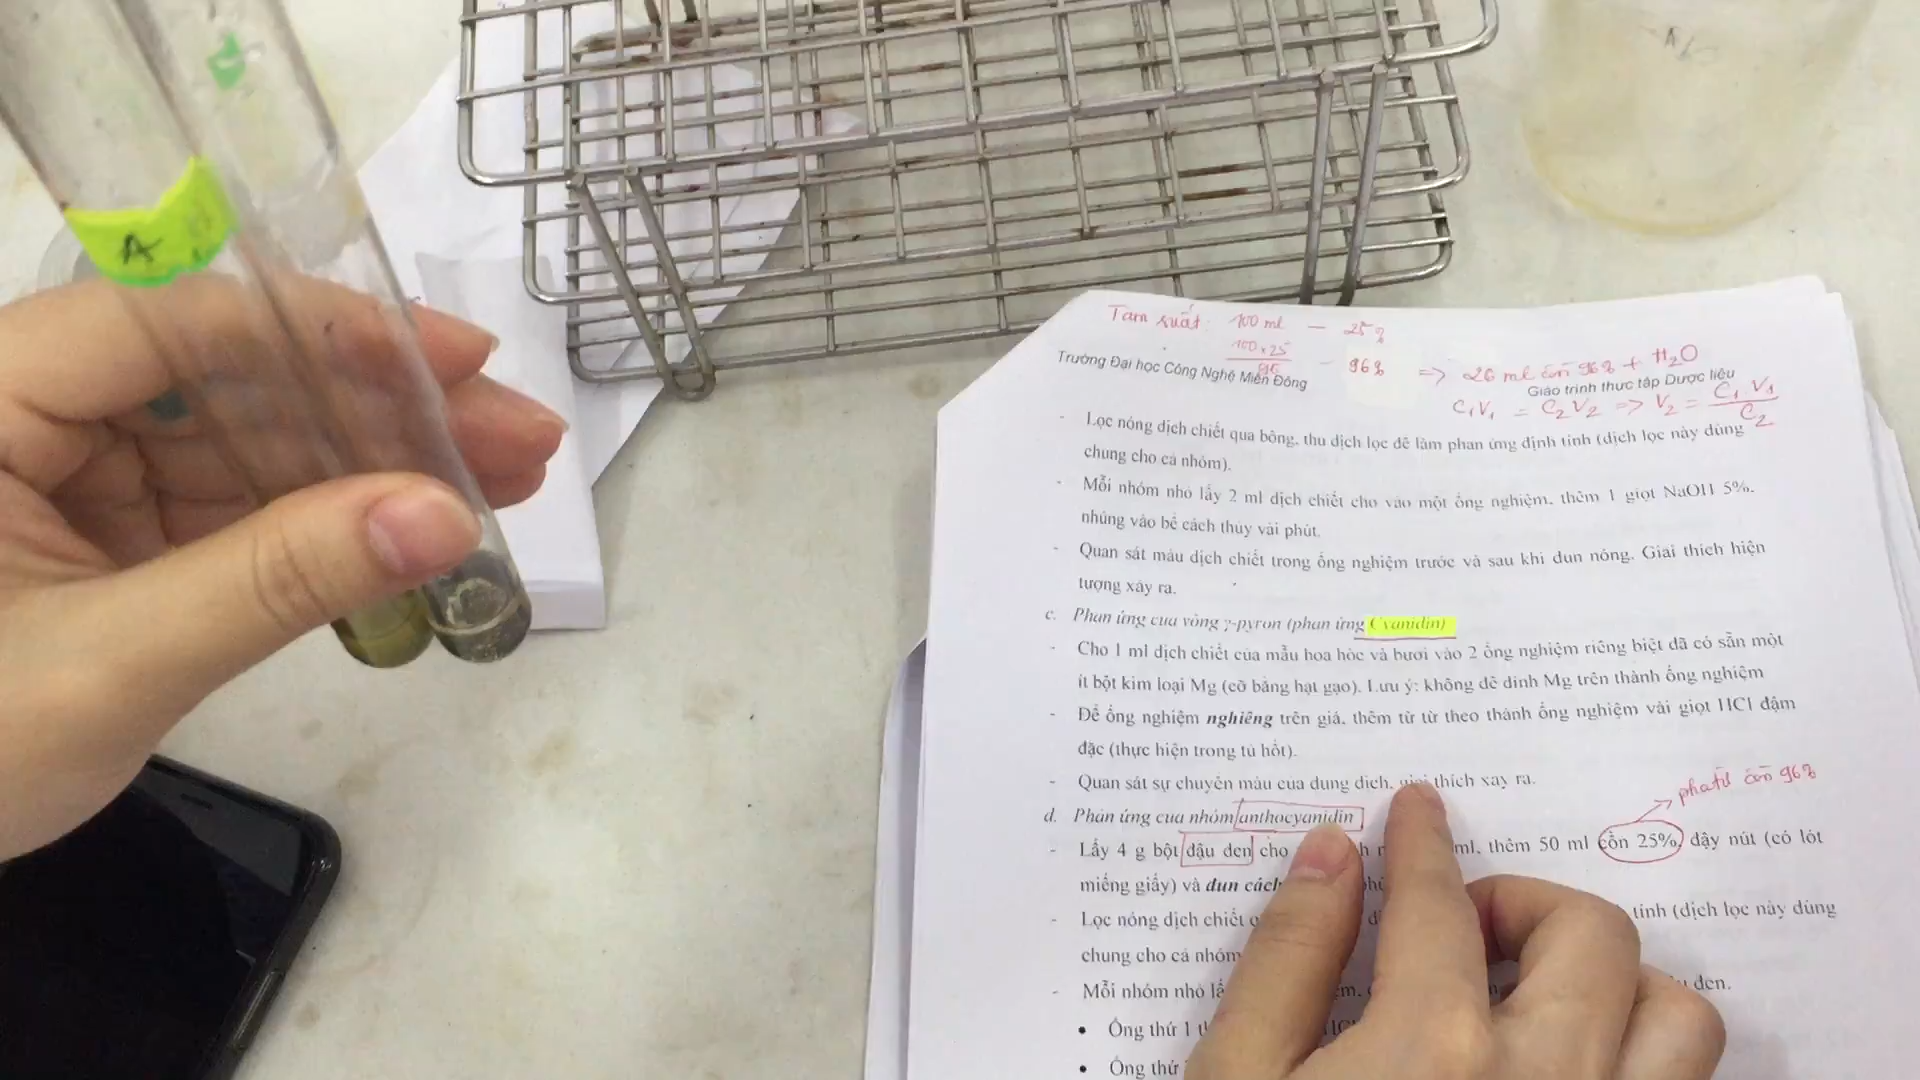 A
Tam suất: 100 ml — 25%
100 x 25
96
— 96% => 26 ml cồn 96% + H₂O
Trường Đại học Công Nghệ Miền Đông
Giáo trình thực tập Dược liệu
C₁V₁ = C₂V₂ => V₂ = C₁V₁ / C₂
- Lọc nóng dịch chiết qua bông, thu dịch lọc để làm phản ứng định tính (dịch lọc này dùng
chung cho cả nhóm).
- Mỗi nhóm nhỏ lấy 2 ml dịch chiết cho vào một ống nghiệm, thêm 1 giọt NaOH 5%,
nhúng vào bể cách thủy vài phút.
- Quan sát màu dịch chiết trong ống nghiệm trước và sau khi đun nóng. Giải thích hiện
tượng xảy ra.
c. Phản ứng của vòng γ-pyron (phản ứng Cyanidin)
- Cho 1 ml dịch chiết của mẫu hoa hòe và bưởi vào 2 ống nghiệm riêng biệt đã có sẵn một
ít bột kim loại Mg (cỡ bằng hạt gạo). Lưu ý: không để dính Mg trên thành ống nghiệm
- Để ống nghiệm nghiêng trên giá, thêm từ từ theo thành ống nghiệm vài giọt HCl đậm
đặc (thực hiện trong tủ hốt).
- Quan sát sự chuyển màu của dung dịch, giải thích xảy ra.
pha từ cồn 96%
d. Phản ứng của nhóm anthocyanidin
- Lấy 4 g bột đậu đen cho ml, thêm 50 ml cồn 25%, đậy nút (có lót
miếng giấy) và đun cách
- Lọc nóng dịch chiết tính (dịch lọc này dùng
chung cho cả nhóm
- Mỗi nhóm nhỏ đen.
• Ống thứ 1
• Ống thứ